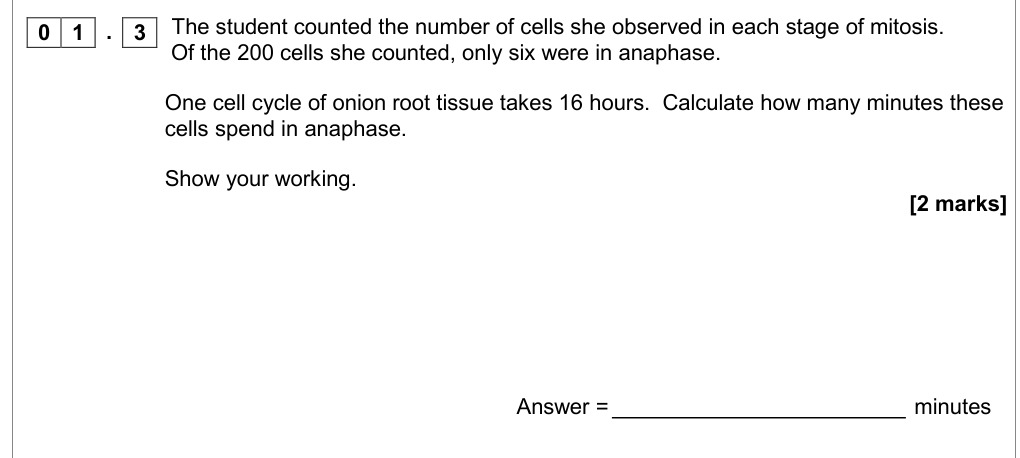 0 1 . 3 The student counted the number of cells she observed in each stage of mitosis.
Of the 200 cells she counted, only six were in anaphase.
One cell cycle of onion root tissue takes 16 hours.  Calculate how many minutes these
cells spend in anaphase.
Show your working.
[2 marks]
Answer = ____________________ minutes